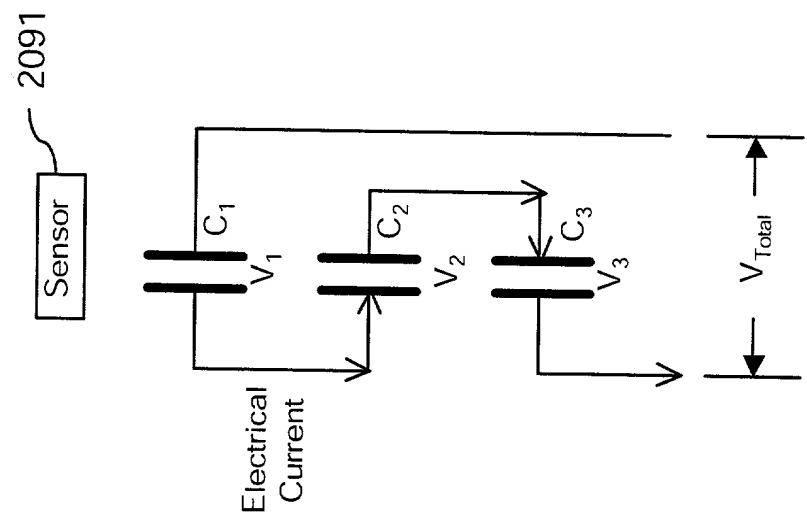 Sensor
2091
C1
V1
C2
V2
C3
V3
Electrical
Current
VTotal